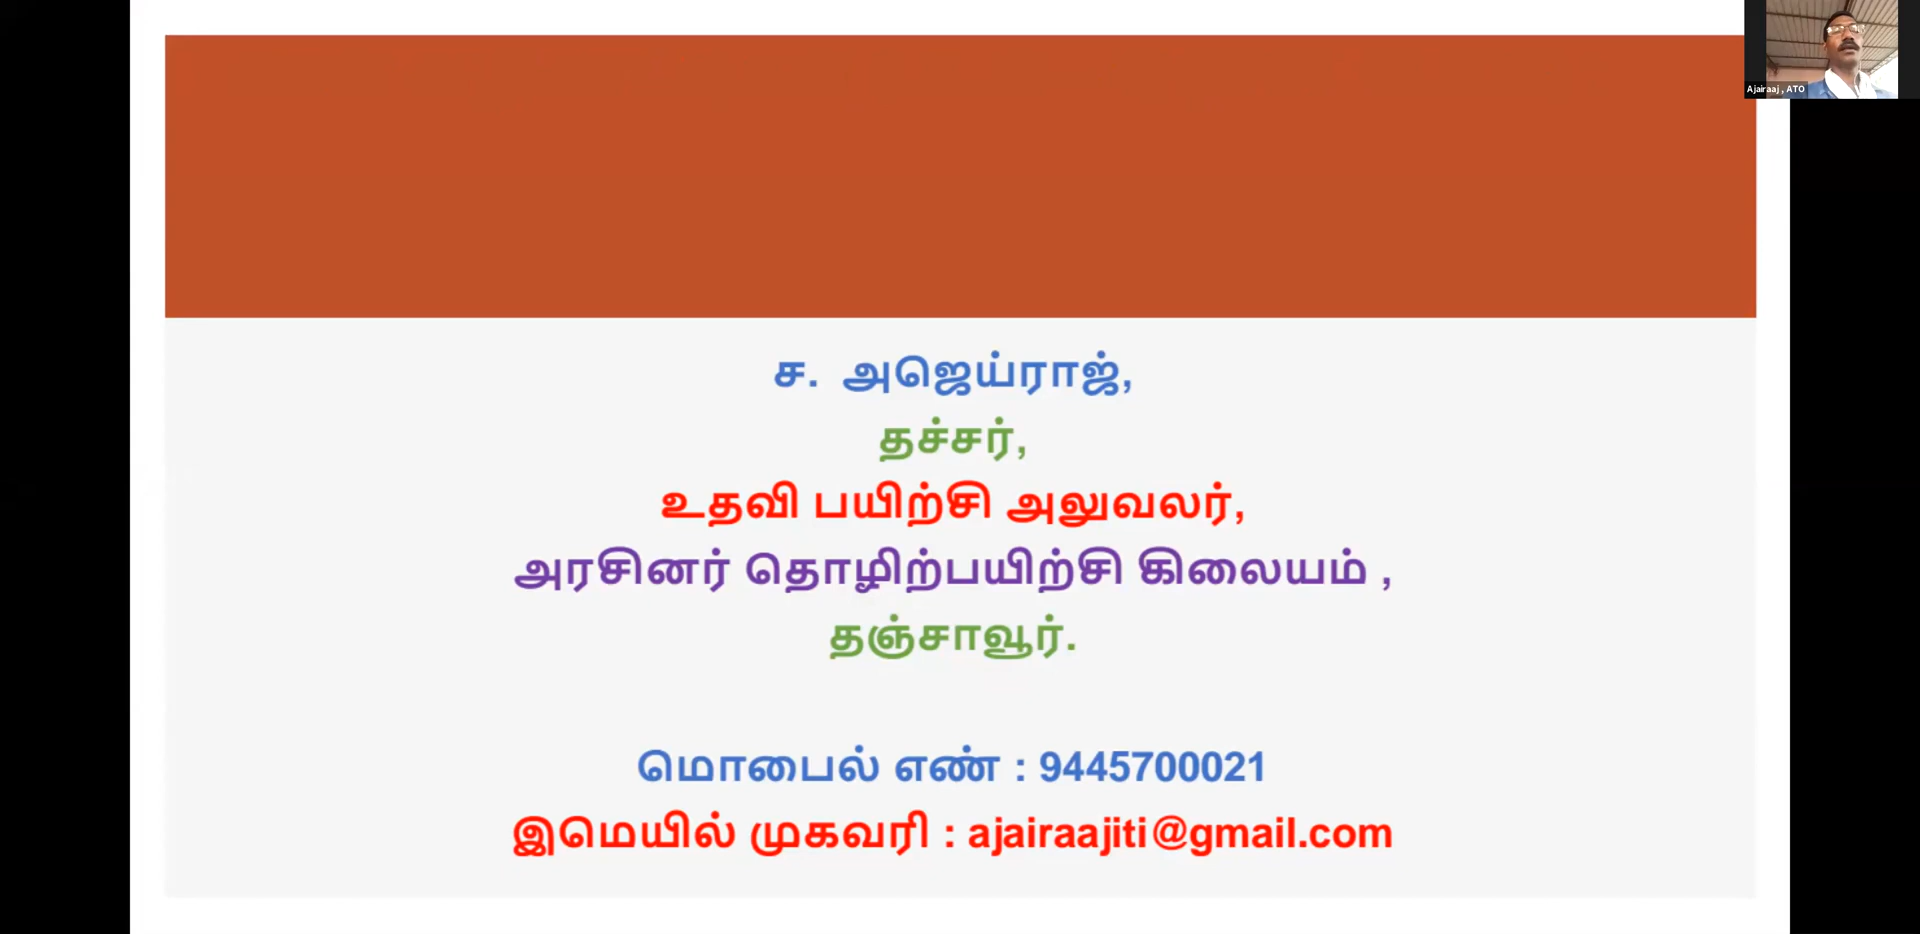 Ajairaaj , ATO
ச. அஜெய்ராஜ்,
தச்சர்,
உதவி பயிற்சி அலுவலர்,
அரசினர் தொழிற்பயிற்சி கிலையம் ,
தஞ்சாவூர்.
மொபைல் எண் : 9445700021
இமெயில் முகவரி : ajairaajiti@gmail.com